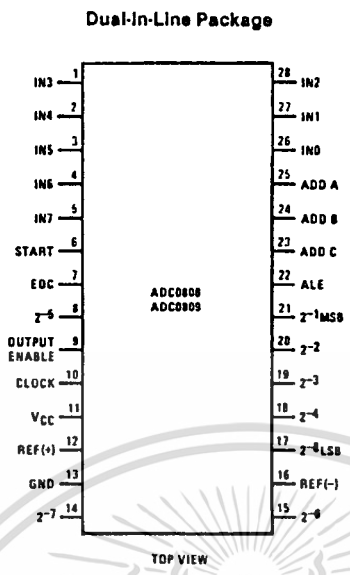 Dual-In-Line Package
IN3 1 28 IN2
IN4 2 27 IN1
IN5 3 26 IN0
IN6 4 25 ADD A
IN7 5 24 ADD B
START 6 23 ADD C
EOC 7 22 ALE
2⁻⁵ 8 21 2⁻¹MSB
OUTPUT ENABLE 9 20 2⁻²
CLOCK 10 19 2⁻³
VCC 11 18 2⁻⁴
REF(+) 12 17 2⁻⁸LSB
GND 13 16 REF(−)
2⁻⁷ 14 15 2⁻⁶
ADC0808
ADC0809
TOP VIEW